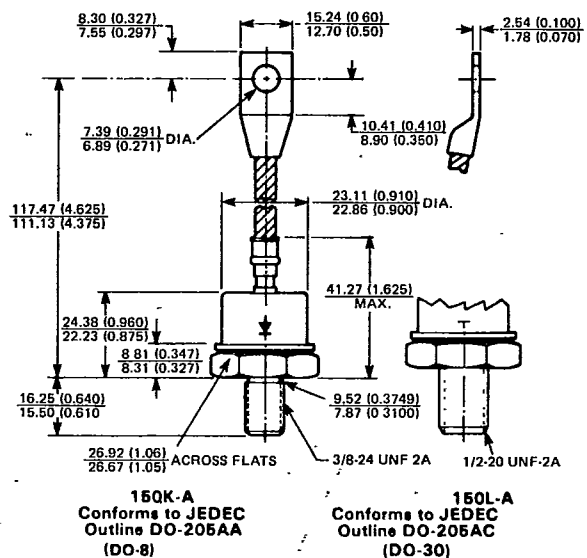 8.30 (0.327)
7.55 (0.297)
15.24 (0 60)
12.70 (0.50)
2.54 (0.100)
1.78 (0.070)
7.39 (0.291)
6.89 (0.271) DIA.
10.41 (0.410)
8.90 (0.350)
117.47 (4.625)
111.13 (4.375)
23.11 (0.910)
22.86 (0.900) DIA.
41.27 (1.625)
MAX.
24.38 (0.960)
22.23 (0.875)
8 81 (0.347)
8.31 (0.327)
16.25 (0.640)
15.50 (0.610
9.52 (0.3749)
7.87 (0.3100)
26.92 (1.06)
26.67 (1.05) ACROSS FLATS
3/8-24 UNF 2A
1/2-20 UNF-2A
150K-A
Conforms to JEDEC
Outline DO-205AA
(DO-8)
150L-A
Conforms to JEDEC
Outline DO-205AC
(DO-30)